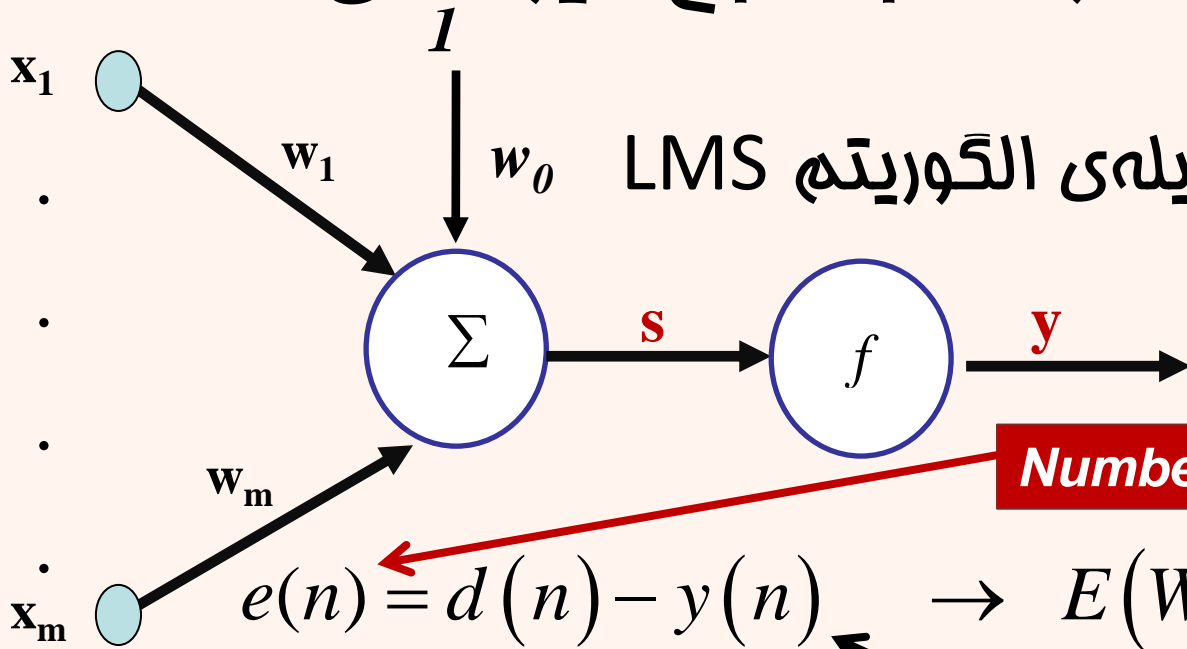 1
x₁
w₁
w₀
الگوریتم LMS
Σ
s
f
y
wₘ
xₘ
e(n) = d(n) − y(n) → E(W